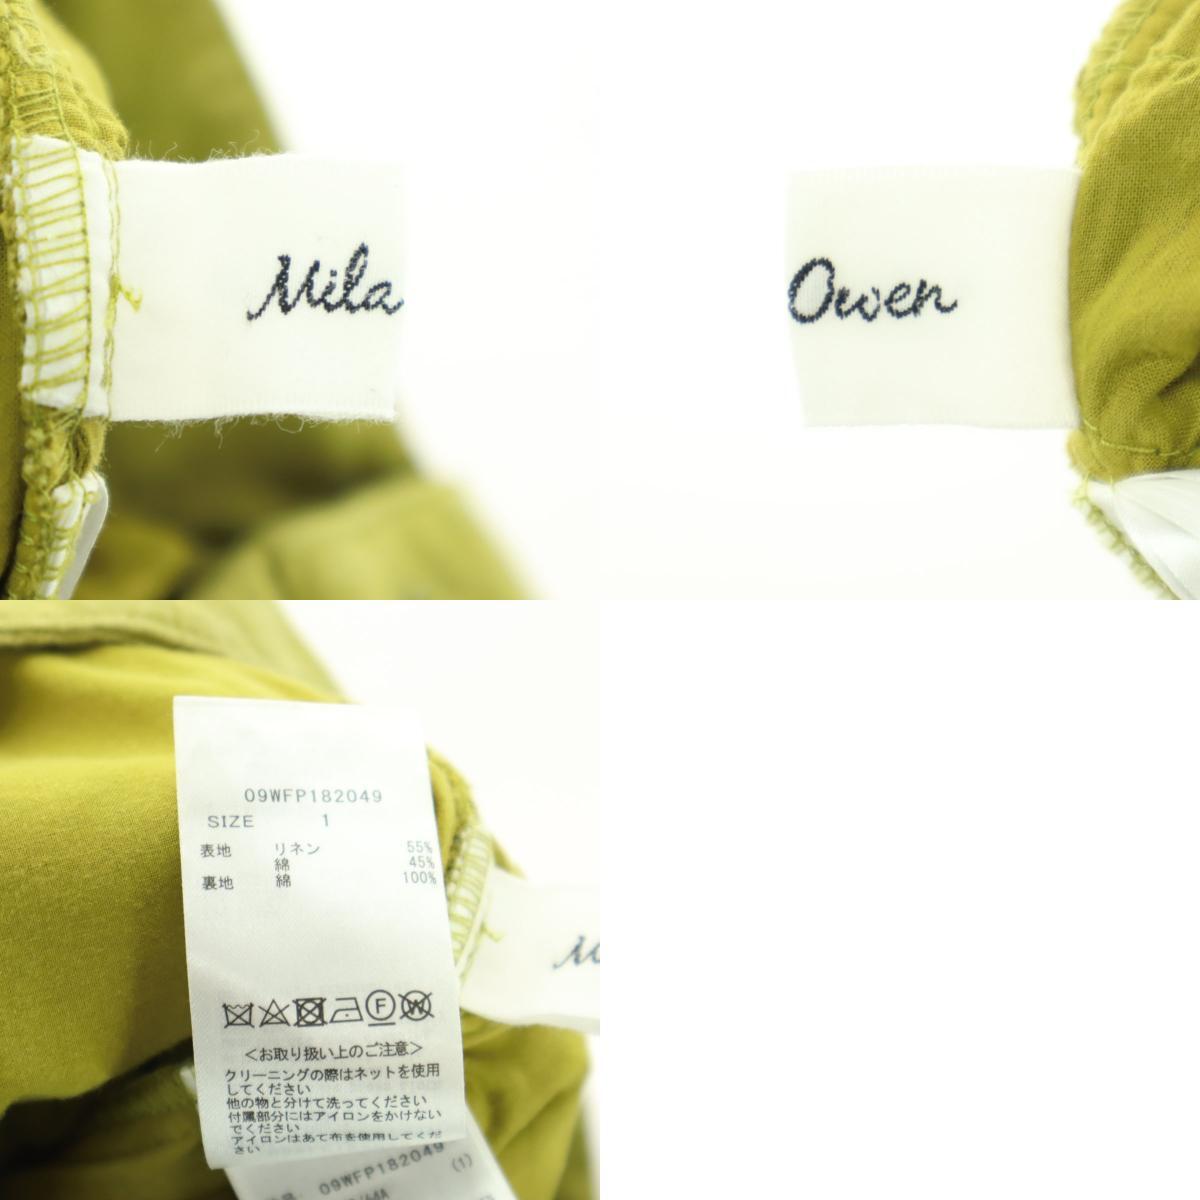 Mila
Owen
09WFP182049
SIZE 1
表地 リネン 55%
綿 45%
裏地 綿 100%
F W
<お取り扱い上のご注意>
クリーニングの際はネットを使用
してください
他の物と分けて洗ってください
付属部分にはアイロンをかけない
でください
アイロンはあて布を使用してくだ
さい
09WFP182049
(1)
/64A